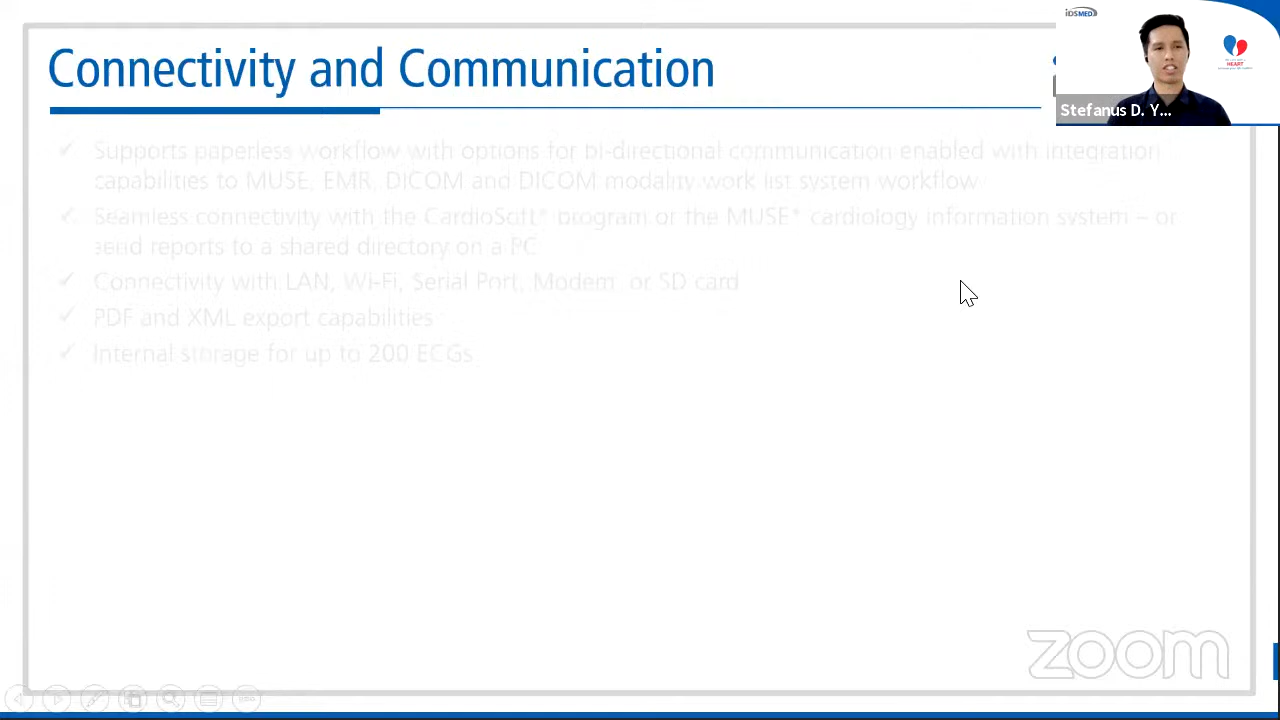 Connectivity and Communication
iDSMED
HEART
Stefanus D. Y...
✓ Supports paperless workflow with options for bi-directional communication enabled with integration
capabilities to MUSE, EMR, DICOM and DICOM modality work list system workflow
✓ Seamless connectivity with the CardioSoft* program or the MUSE* cardiology information system – or
send reports to a shared directory on a PC
✓ Connectivity with LAN, Wi-Fi, Serial Port, Modem, or SD card
✓ PDF and XML export capabilities
✓ Internal storage for up to 200 ECGs
zoom